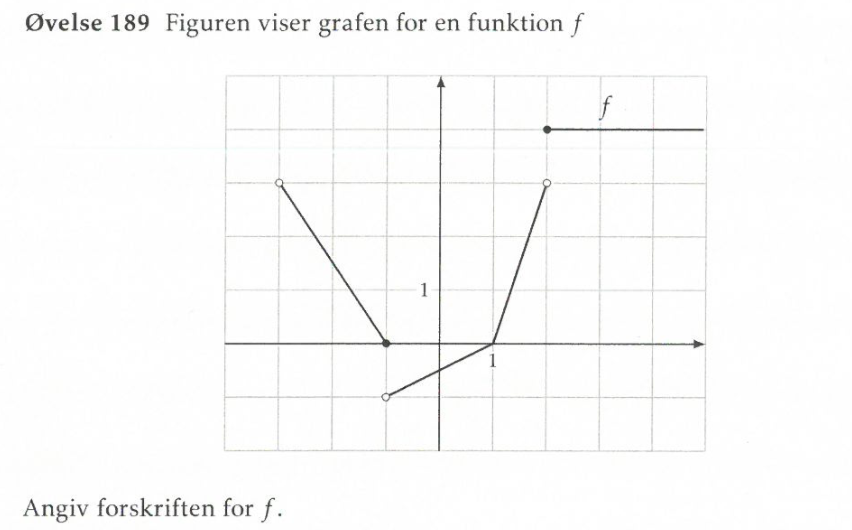 Øvelse 189 Figuren viser grafen for en funktion f
f
1
1
Angiv forskriften for f.